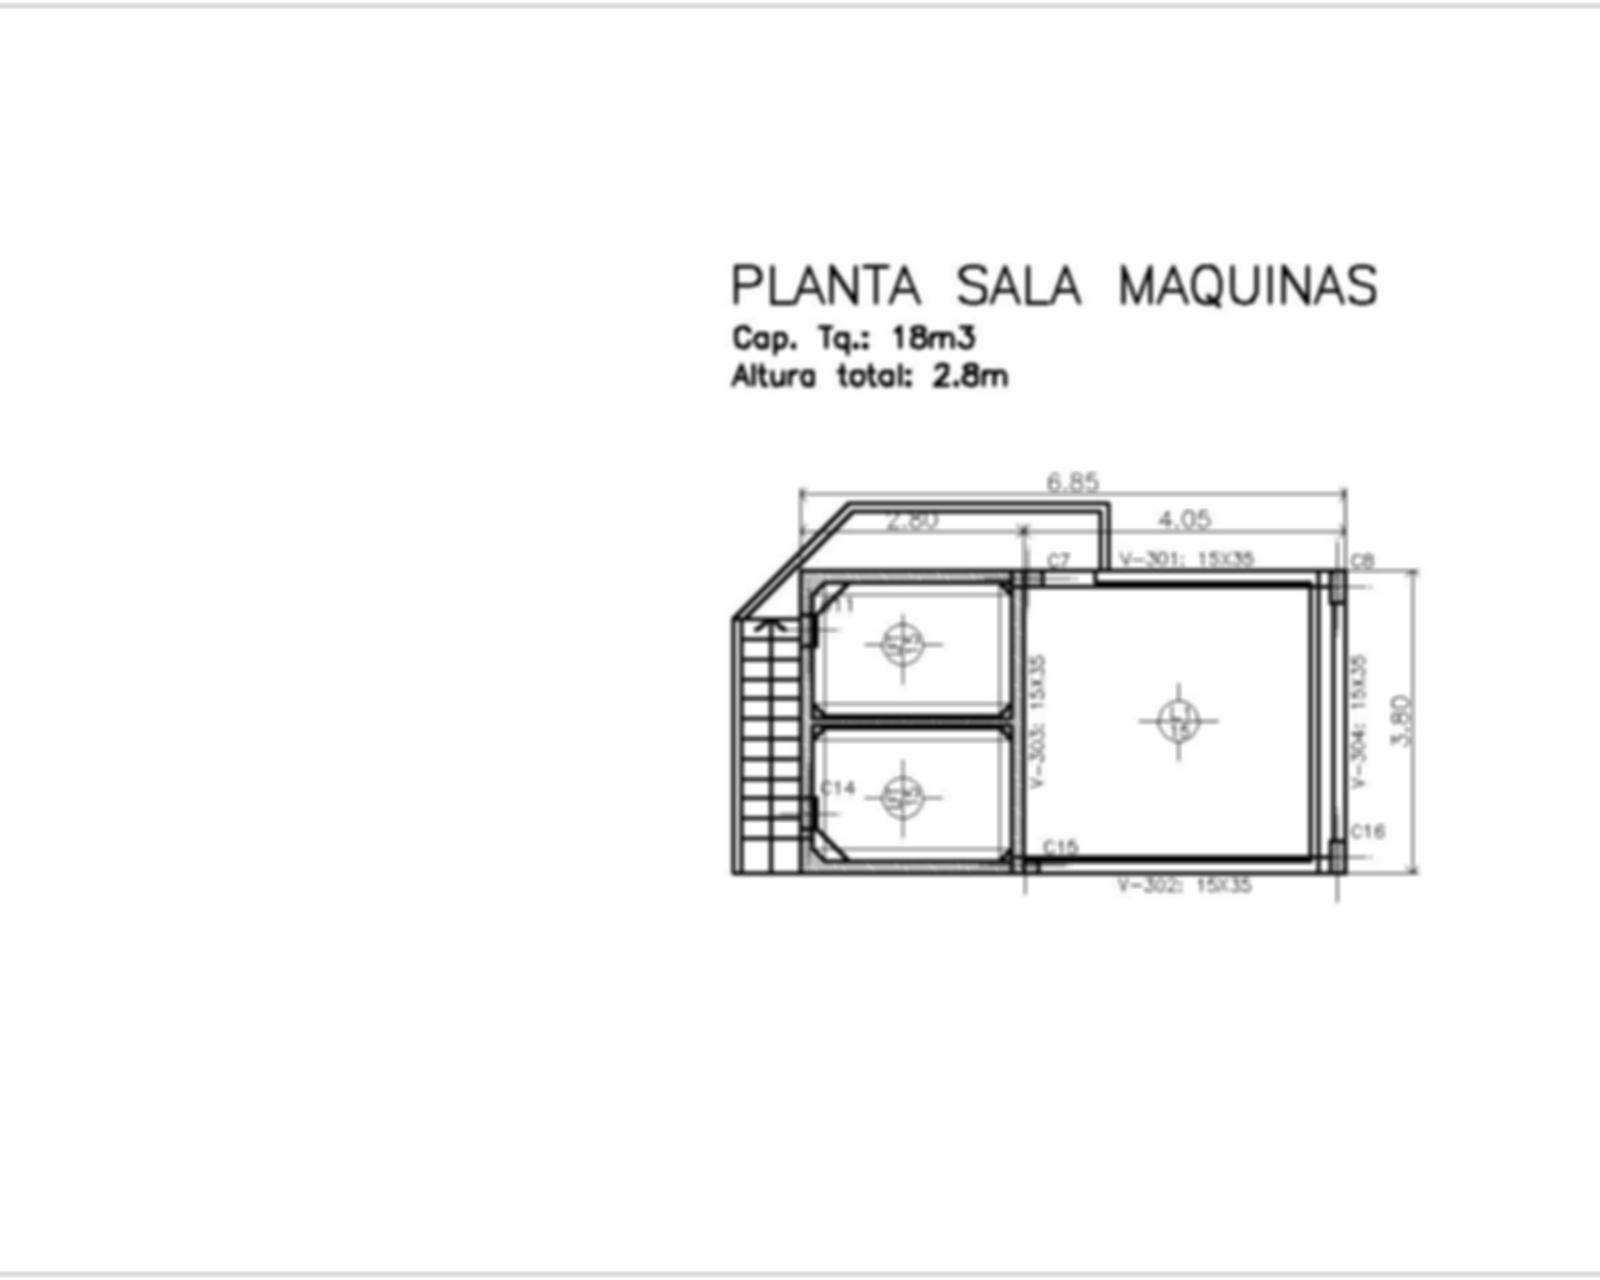 PLANTA SALA MAQUINAS
Cap. Tq.: 18m3
Altura total: 2.8m
6.85
2.80
4.05
C7
V-301: 15X35
C8
V-303: 15X35
V-304: 15X35
3.80
C14
C15
C16
V-302: 15X35